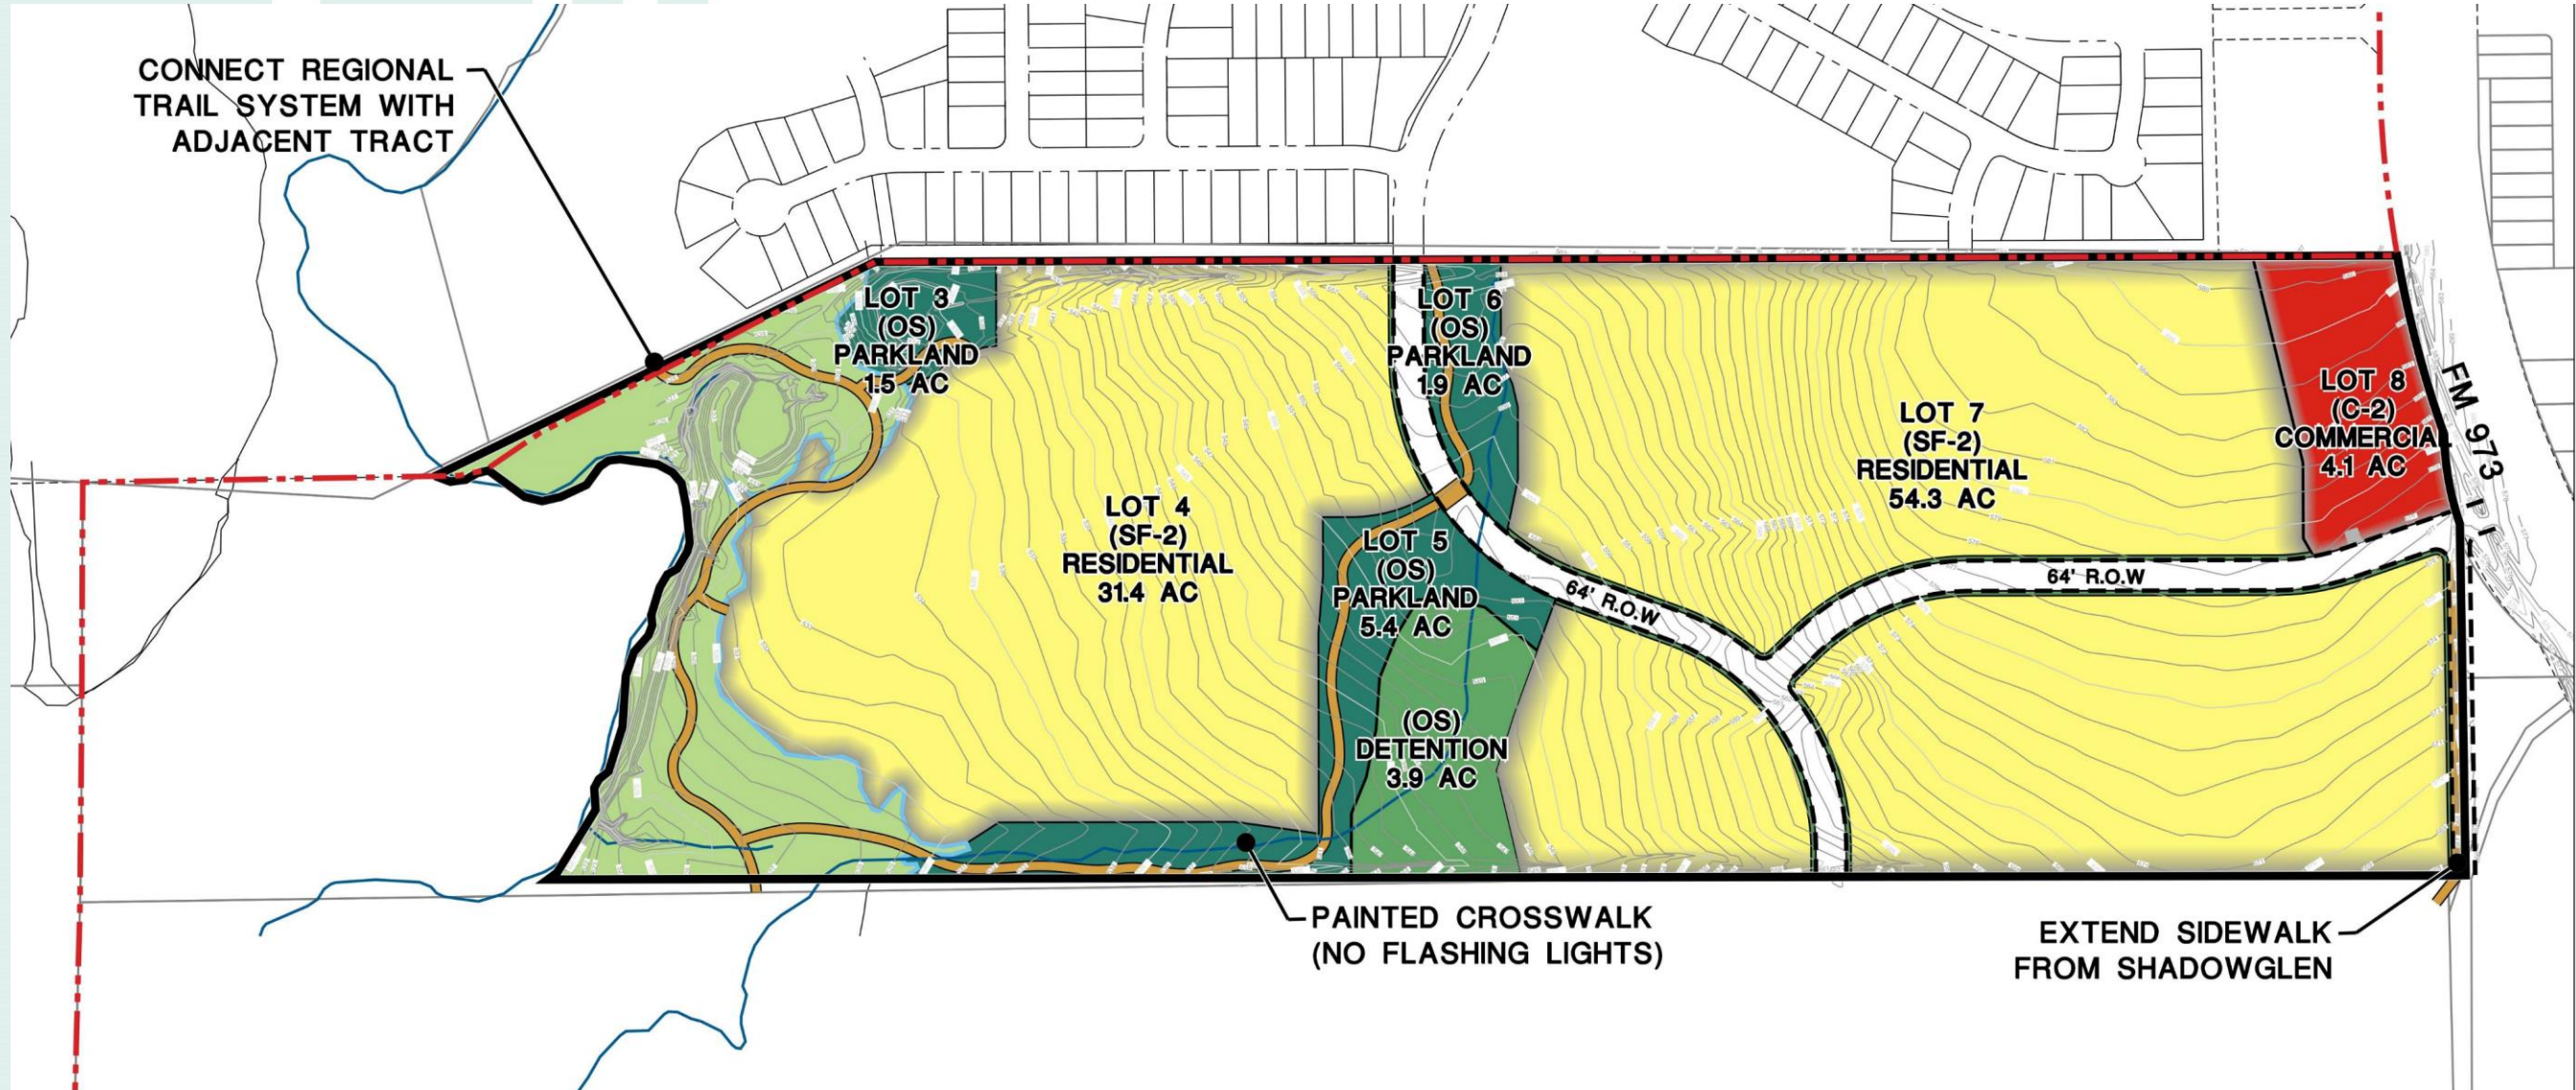 CONNECT REGIONAL
TRAIL SYSTEM WITH
ADJACENT TRACT
LOT 3
(OS)
PARKLAND
1.5 AC
LOT 6
(OS)
PARKLAND
1.9 AC
LOT 8
(C-2)
COMMERCIAL
4.1 AC
FM 973
LOT 7
(SF-2)
RESIDENTIAL
54.3 AC
LOT 4
(SF-2)
RESIDENTIAL
31.4 AC
LOT 5
(OS)
PARKLAND
5.4 AC
64' R.O.W
64' R.O.W
(OS)
DETENTION
3.9 AC
PAINTED CROSSWALK
(NO FLASHING LIGHTS)
EXTEND SIDEWALK
FROM SHADOWGLEN